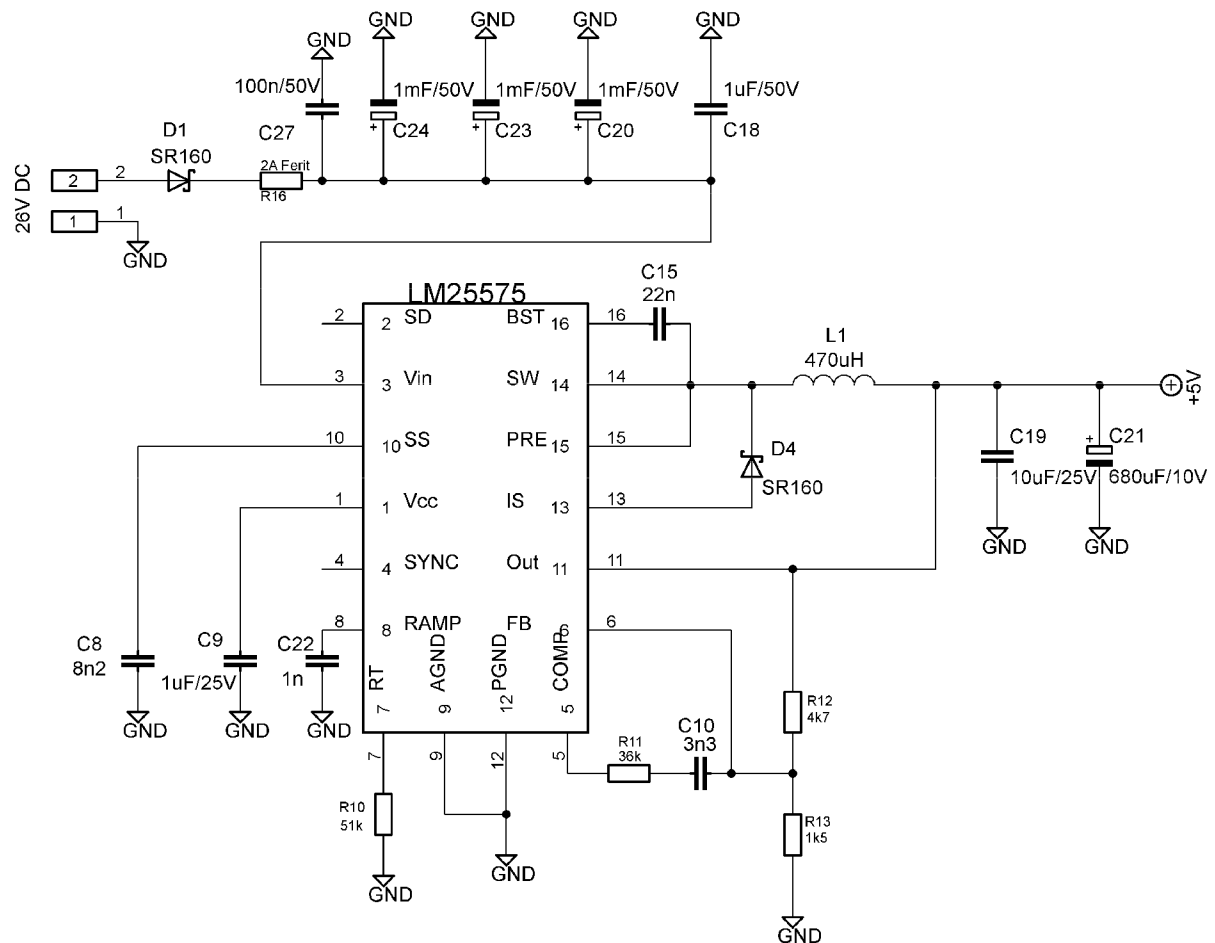 GND
GND
GND
GND
GND
100n/50V
1mF/50V
1mF/50V
1mF/50V
1uF/50V
D1
SR160
C27
+
C24
+
C23
+
C20
C18
26V DC
2
2
2A Ferit
R16
1
1
GND
LM25575
C15
22n
2
2
SD
BST
16
16
L1
470uH
3
3
Vin
SW
14
14
+5V
10
10
SS
PRE
15
15
D4
SR160
C19
10uF/25V
+
C21
680uF/10V
1
1
Vcc
IS
13
13
GND
GND
4
4
SYNC
Out
11
11
8
8
RAMP
FB
6
6
C8
8n2
C9
1uF/25V
C22
1n
GND
GND
GND
RT
7
AGND
9
PGND
12
COMP
5
R12
4k7
7
9
12
5
R11
36k
C10
3n3
R10
51k
R13
1k5
GND
GND
GND